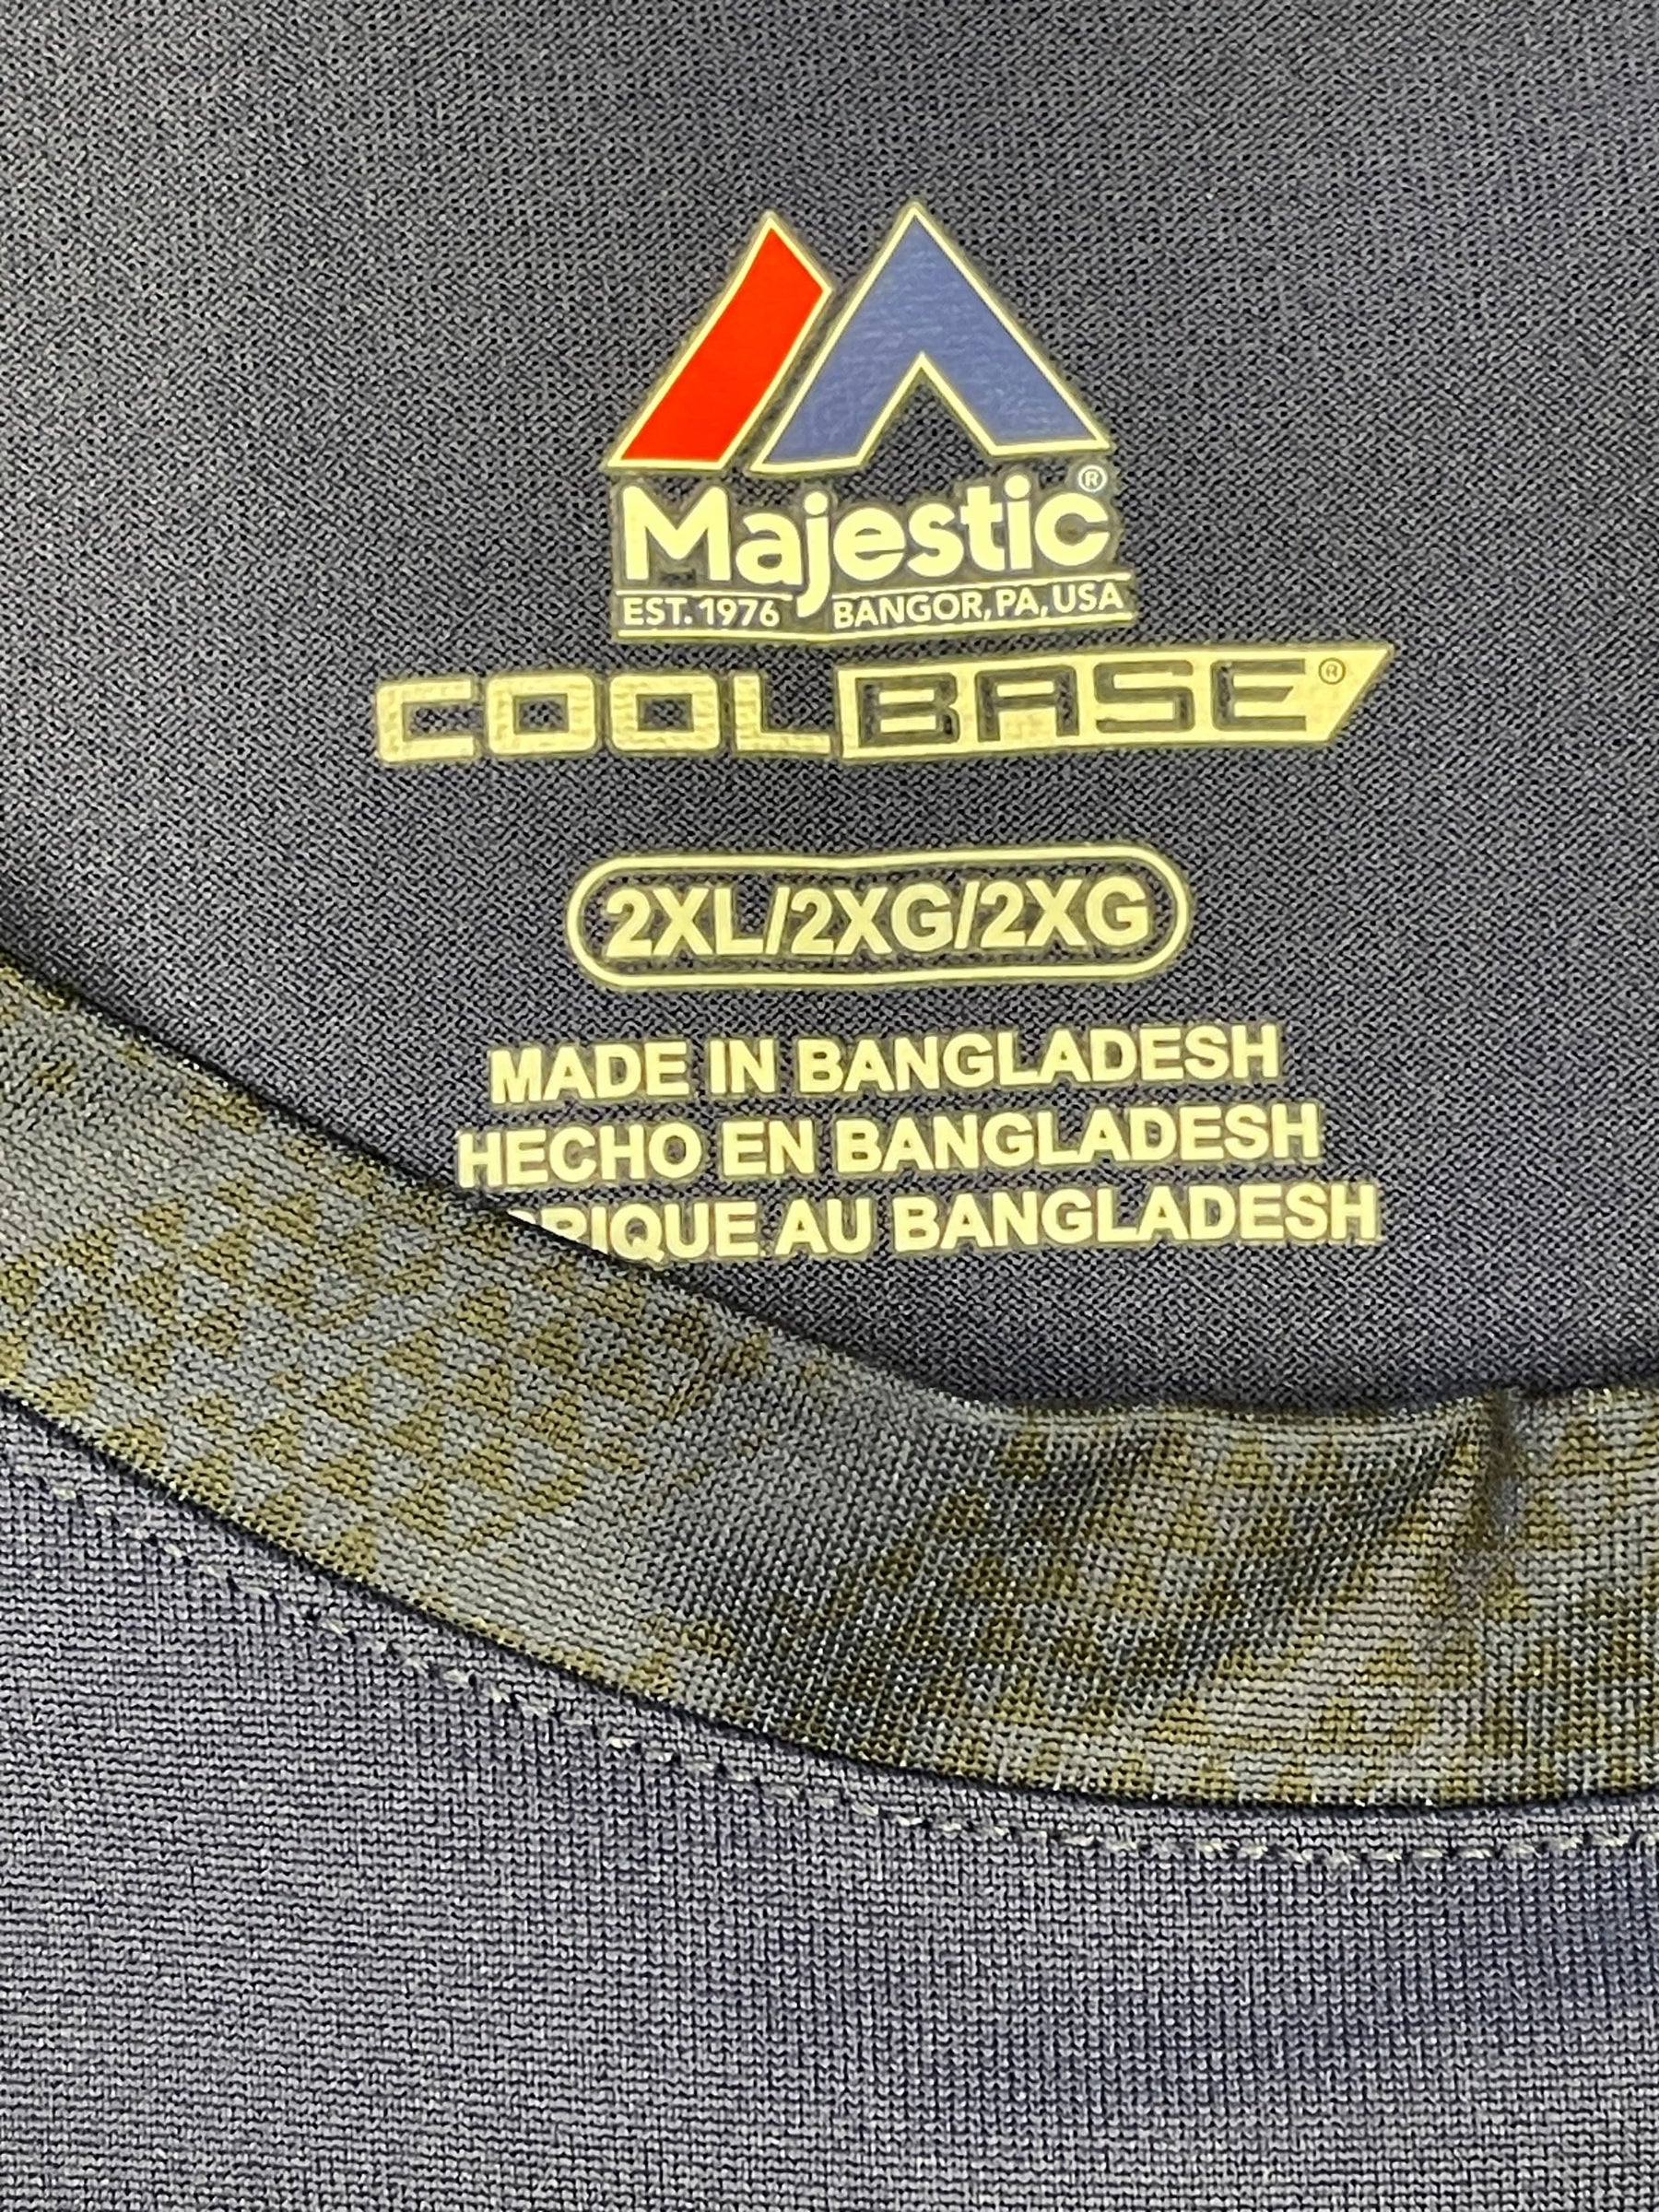 Majestic®
EST. 1976 BANGOR, PA, USA
COOLBASE®
2XL/2XG/2XG
MADE IN BANGLADESH
HECHO EN BANGLADESH
AU BANGLADESH